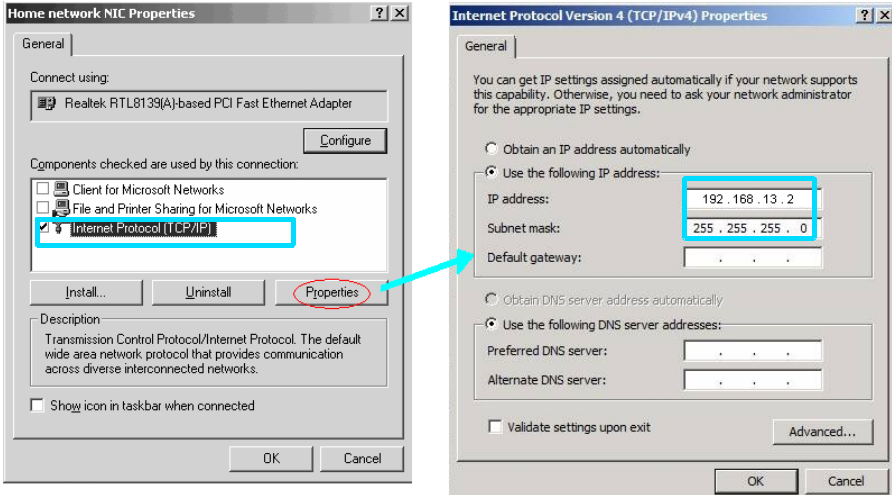 Home network NIC Properties
General
Connect using:
Realtek RTL8139(A)-based PCI Fast Ethernet Adapter
Configure
Components checked are used by this connection:
Client for Microsoft Networks
File and Printer Sharing for Microsoft Networks
Internet Protocol (TCP/IP)
Install...
Uninstall
Properties
Description
Transmission Control Protocol/Internet Protocol. The default
wide area network protocol that provides communication
across diverse interconnected networks.
Show icon in taskbar when connected
OK
Cancel
Internet Protocol Version 4 (TCP/IPv4) Properties
General
You can get IP settings assigned automatically if your network supports
this capability. Otherwise, you need to ask your network administrator
for the appropriate IP settings.
Obtain an IP address automatically
Use the following IP address:
IP address:
192 . 168 . 13 . 2
Subnet mask:
255 . 255 . 255 . 0
Default gateway:
. . .
Obtain DNS server address automatically
Use the following DNS server addresses:
Preferred DNS server:
. . .
Alternate DNS server:
. . .
Validate settings upon exit
Advanced...
OK
Cancel